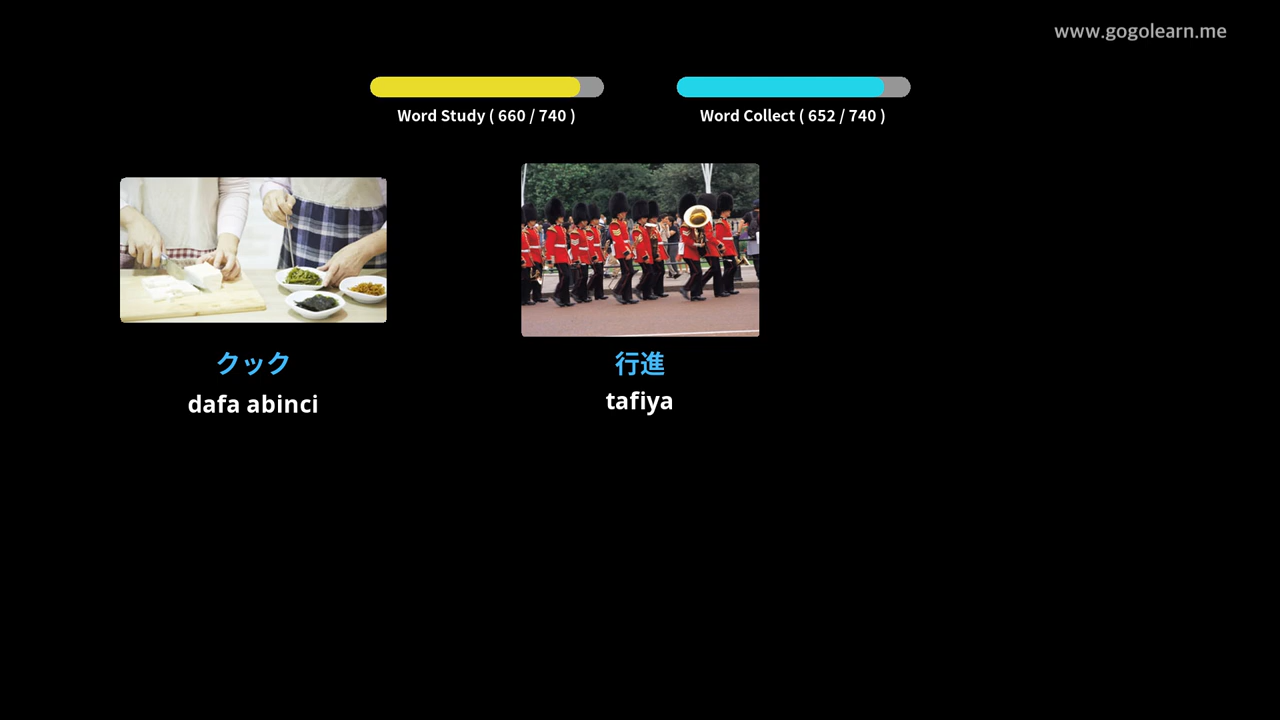 www.gogolearn.me
Word Study ( 660 / 740 )
Word Collect ( 652 / 740 )
クック
dafa abinci
行進
tafiya